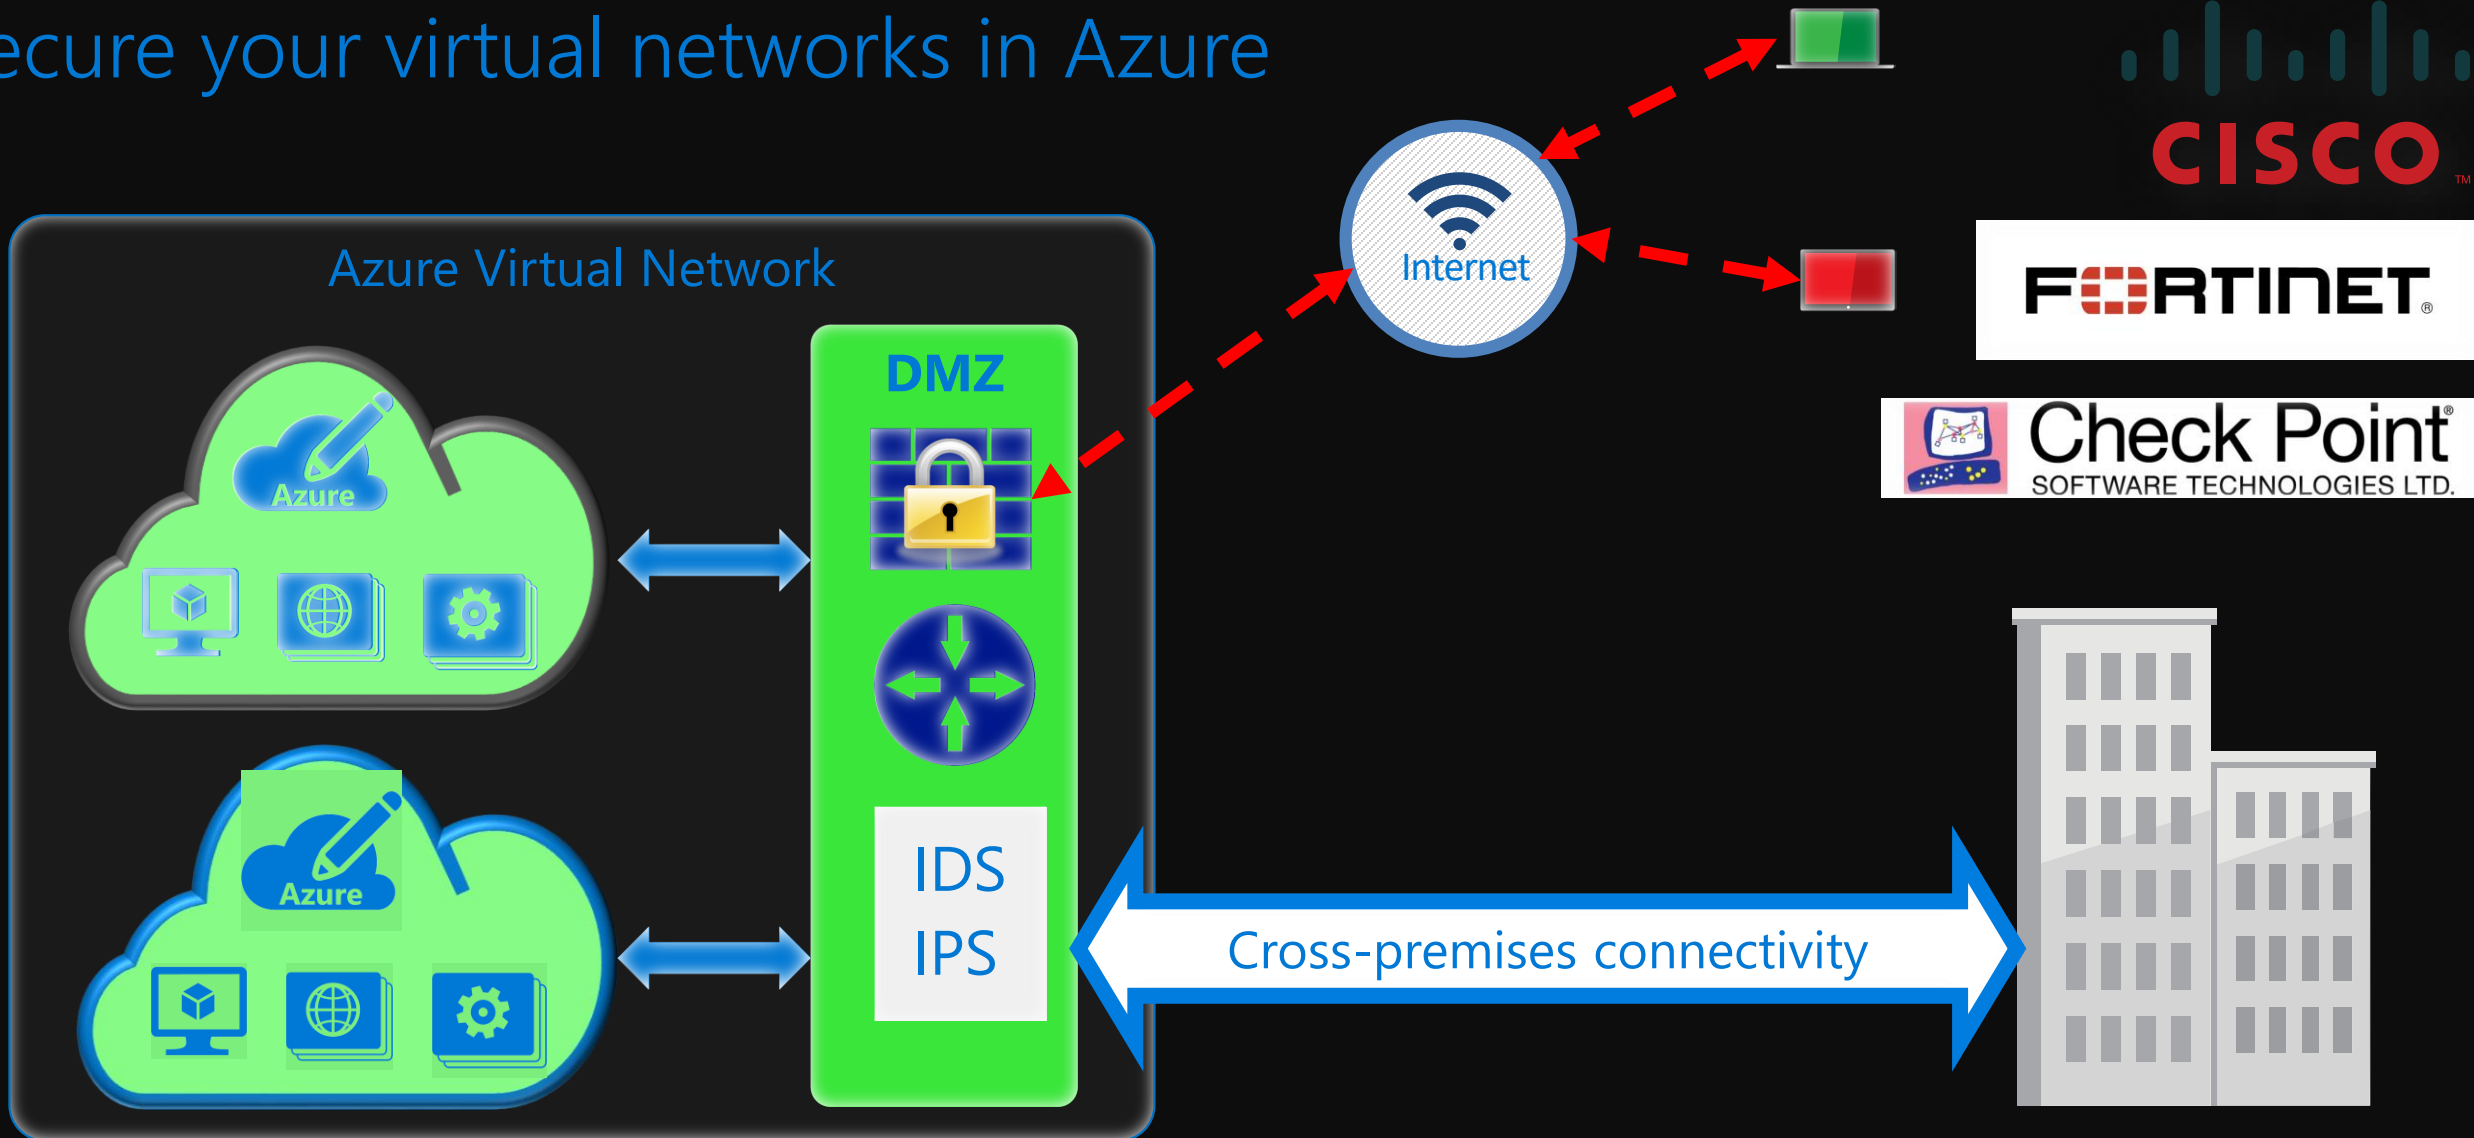 ecure your virtual networks in Azure
CISCO™
Internet
Azure Virtual Network
FORTINET®
DMZ
Check Point®
SOFTWARE TECHNOLOGIES LTD.
Azure
Azure
IDS
IPS
Cross-premises connectivity